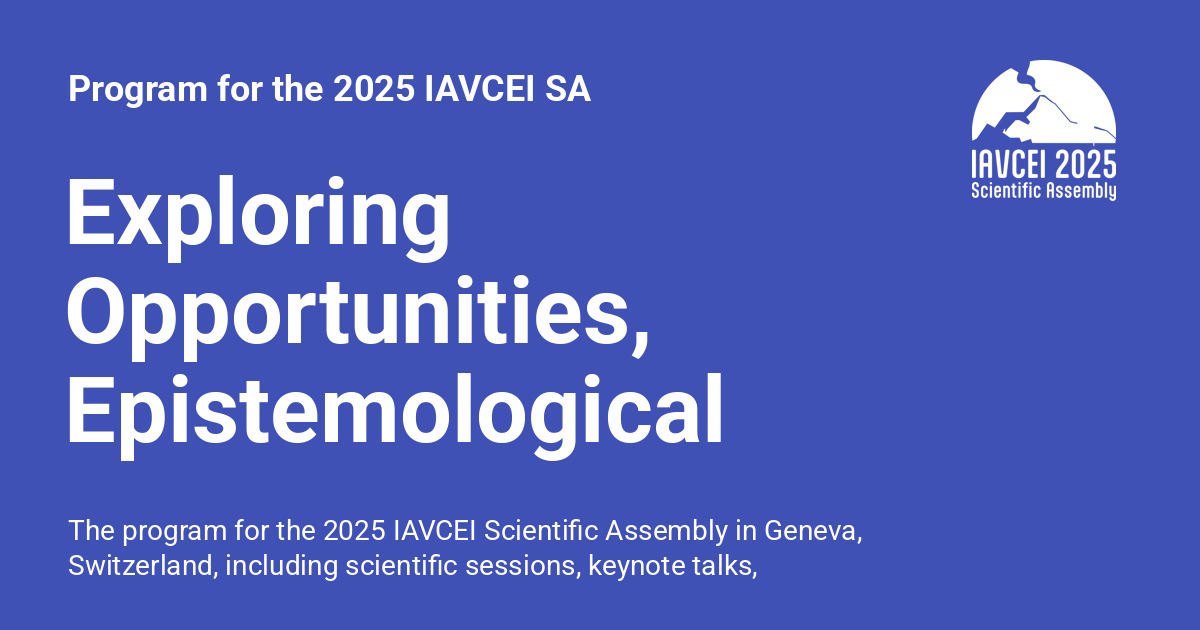 Program for the 2025 IAVCEI SA
IAVCEI 2025
Scientific Assembly
Exploring
Opportunities,
Epistemological
The program for the 2025 IAVCEI Scientific Assembly in Geneva,
Switzerland, including scientific sessions, keynote talks,